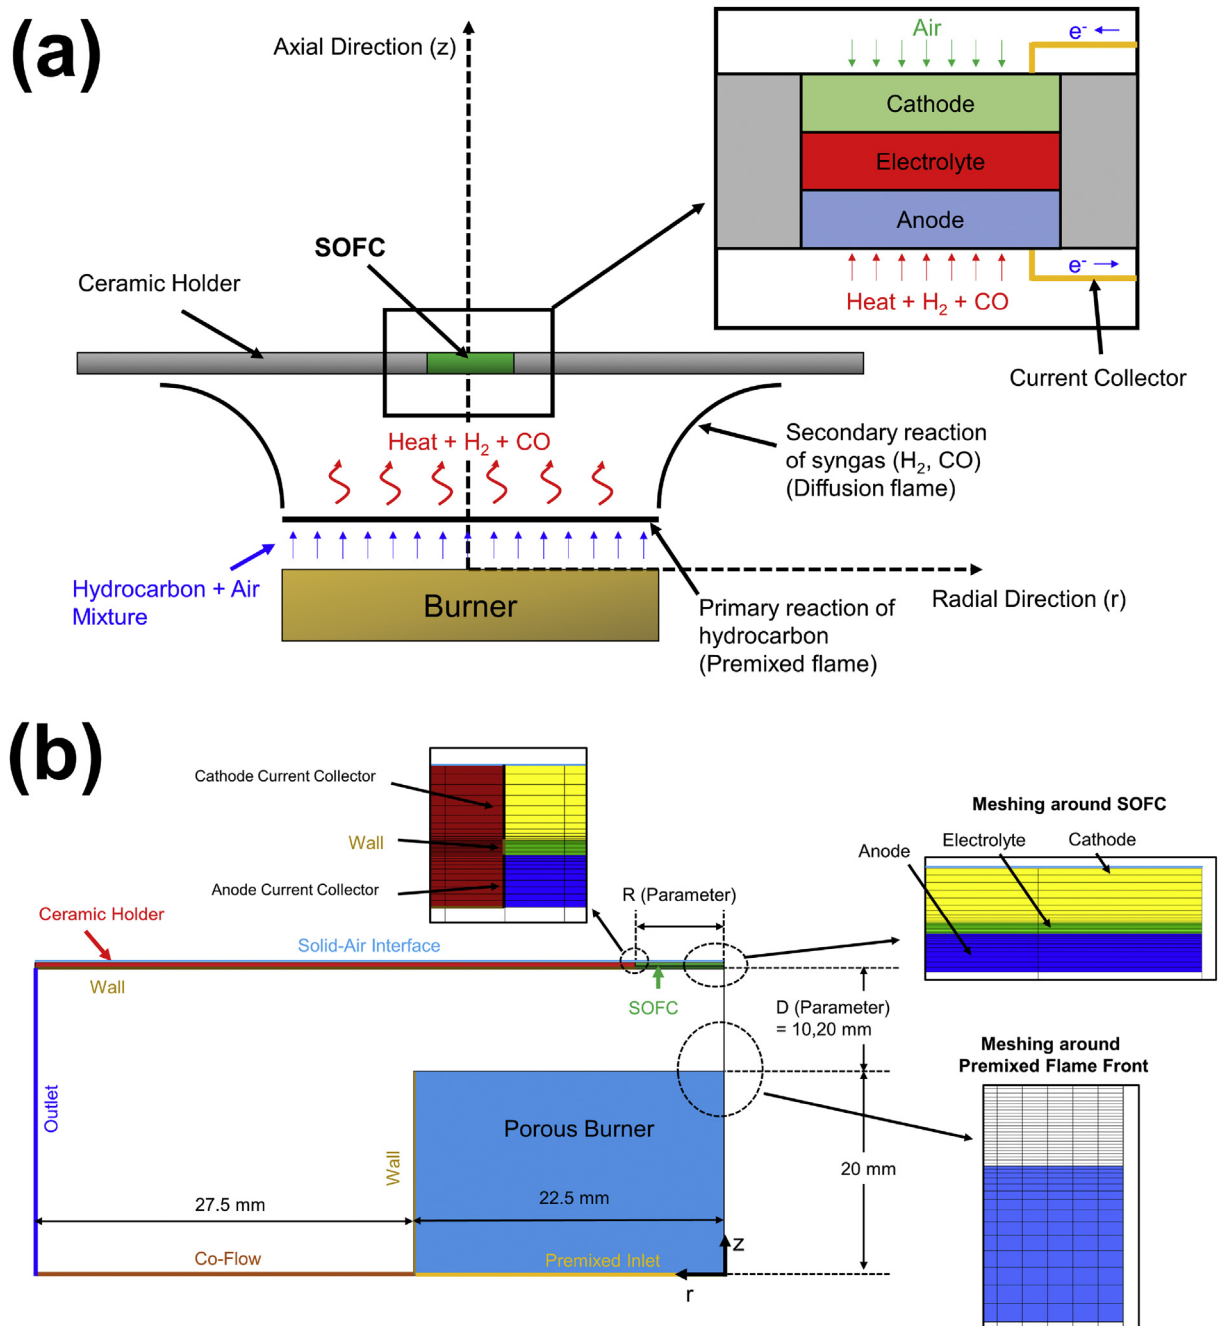 (a)
Axial Direction (z)
Air
e-
Cathode
Electrolyte
Anode
e-
Heat + H2 + CO
Current Collector
SOFC
Ceramic Holder
Heat + H2 + CO
Secondary reaction
of syngas (H2, CO)
(Diffusion flame)
Hydrocarbon + Air
Mixture
Burner
Radial Direction (r)
Primary reaction of
hydrocarbon
(Premixed flame)
(b)
Cathode Current Collector
Wall
Anode Current Collector
Meshing around SOFC
Anode
Electrolyte
Cathode
R (Parameter)
Ceramic Holder
Solid-Air Interface
Wall
SOFC
D (Parameter)
= 10,20 mm
Meshing around
Premixed Flame Front
Outlet
Porous Burner
Wall
20 mm
27.5 mm
22.5 mm
Co-Flow
Premixed Inlet
z
r